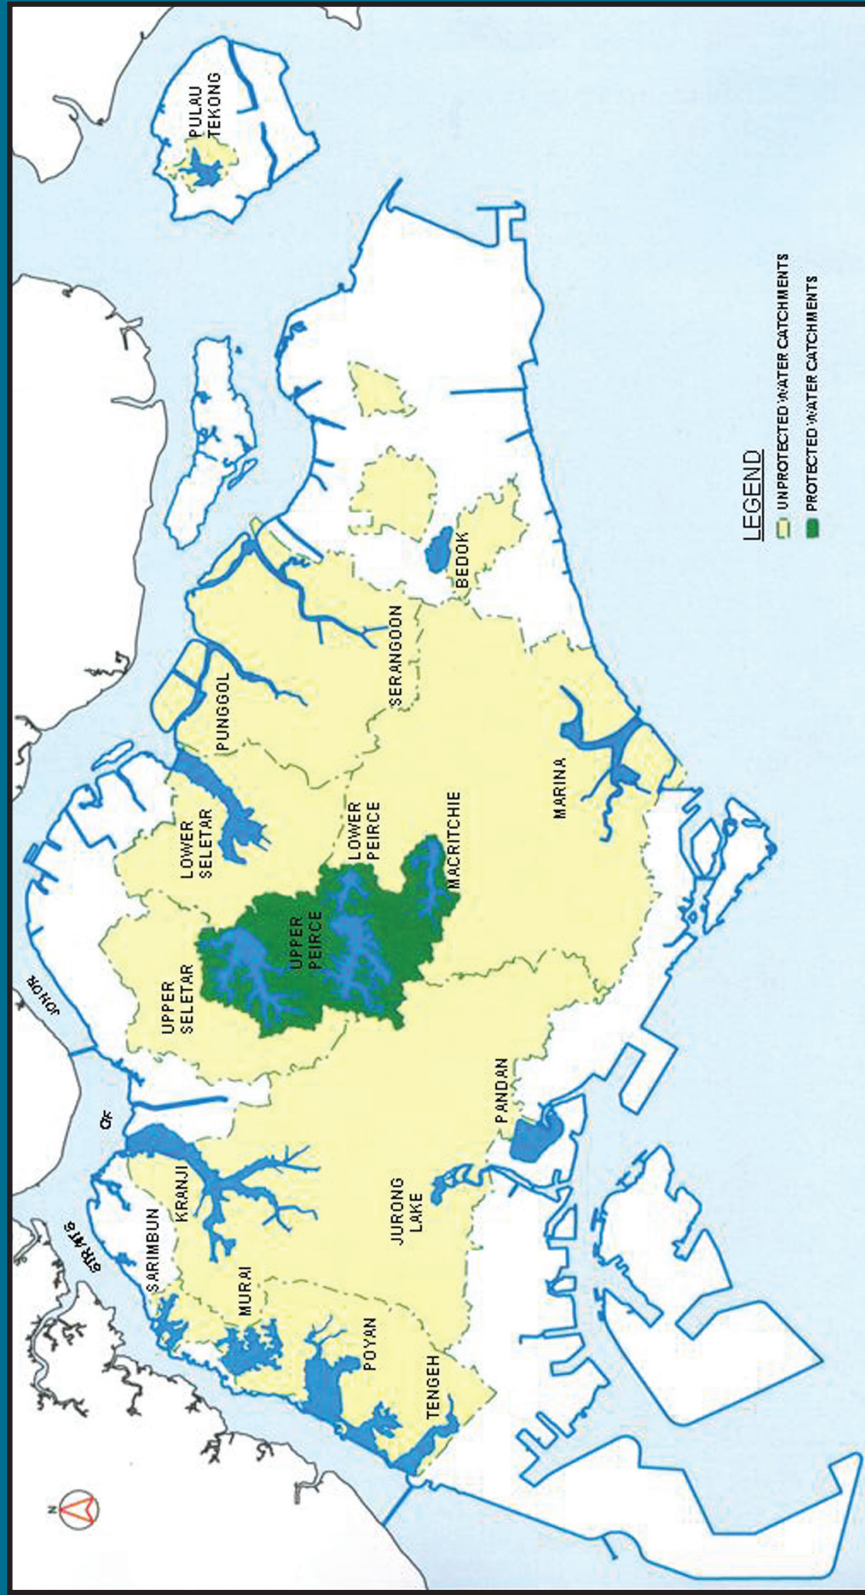 N
STRAITS
OF
JOHOR
PULAU
TEKONG
SARIMBUN
KRANJI
MURAI
POYAN
TENGEH
JURONG
LAKE
PANDAN
UPPER
SELETAR
LOWER
SELETAR
PUNGGOL
SERANGOON
UPPER
PEIRCE
LOWER
PEIRCE
MACRITCHIE
BEDOK
MARINA
LEGEND
UNPROTECTED WATER CATCHMENTS
PROTECTED WATER CATCHMENTS